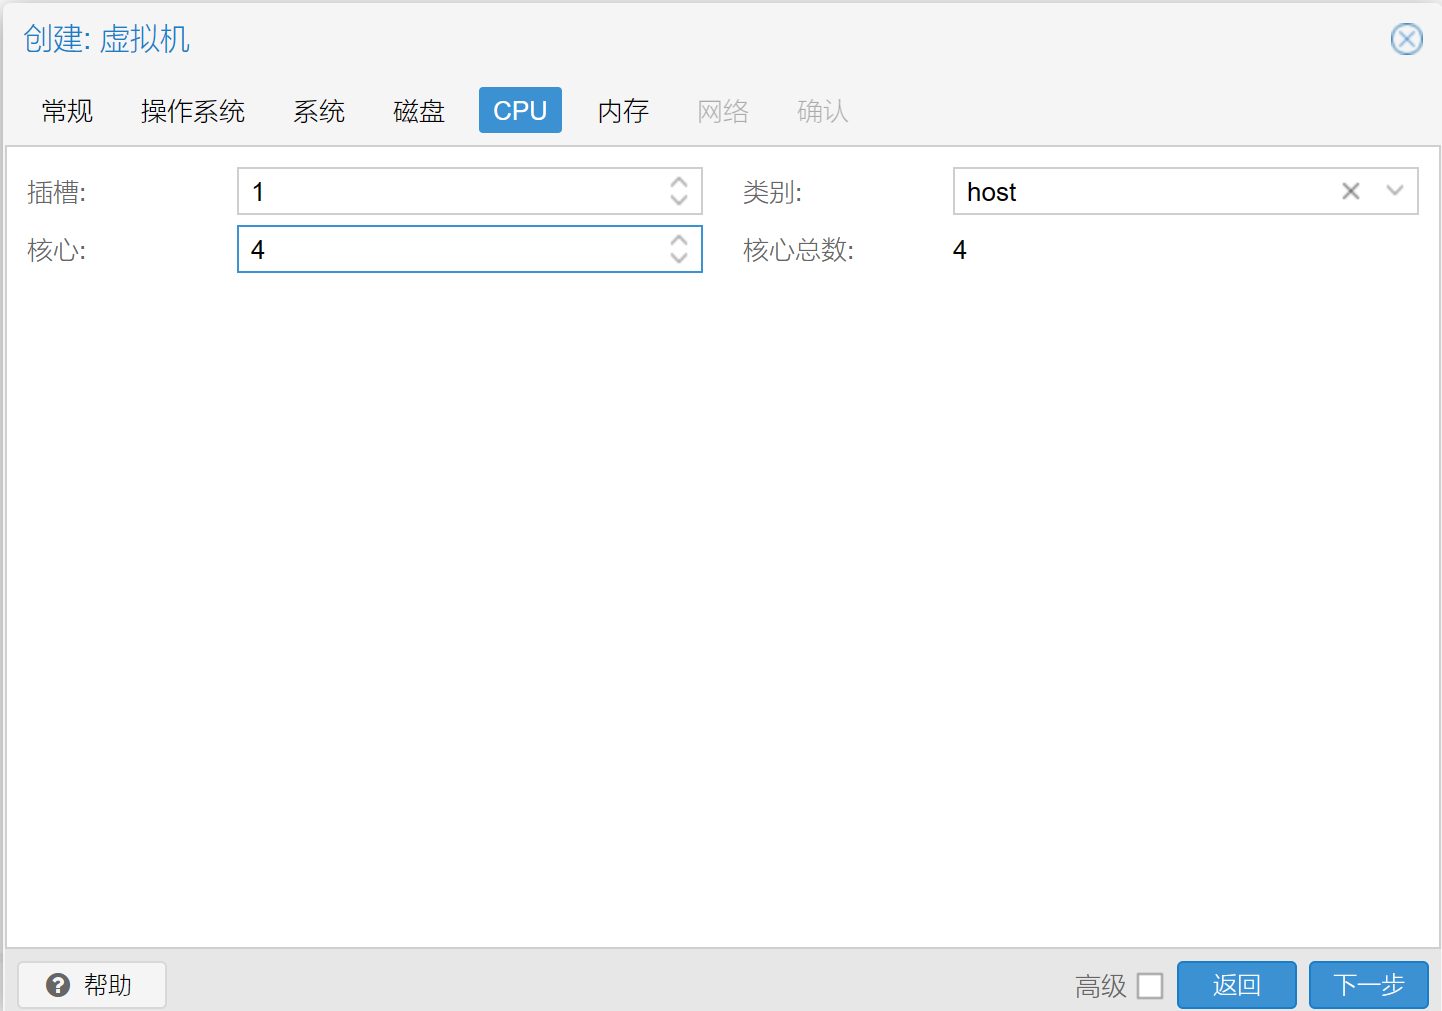 创建: 虚拟机
常规 操作系统 系统 磁盘 CPU 内存 网络 确认
插槽: 1 类别: host
核心: 4 核心总数: 4
帮助 高级 返回 下一步